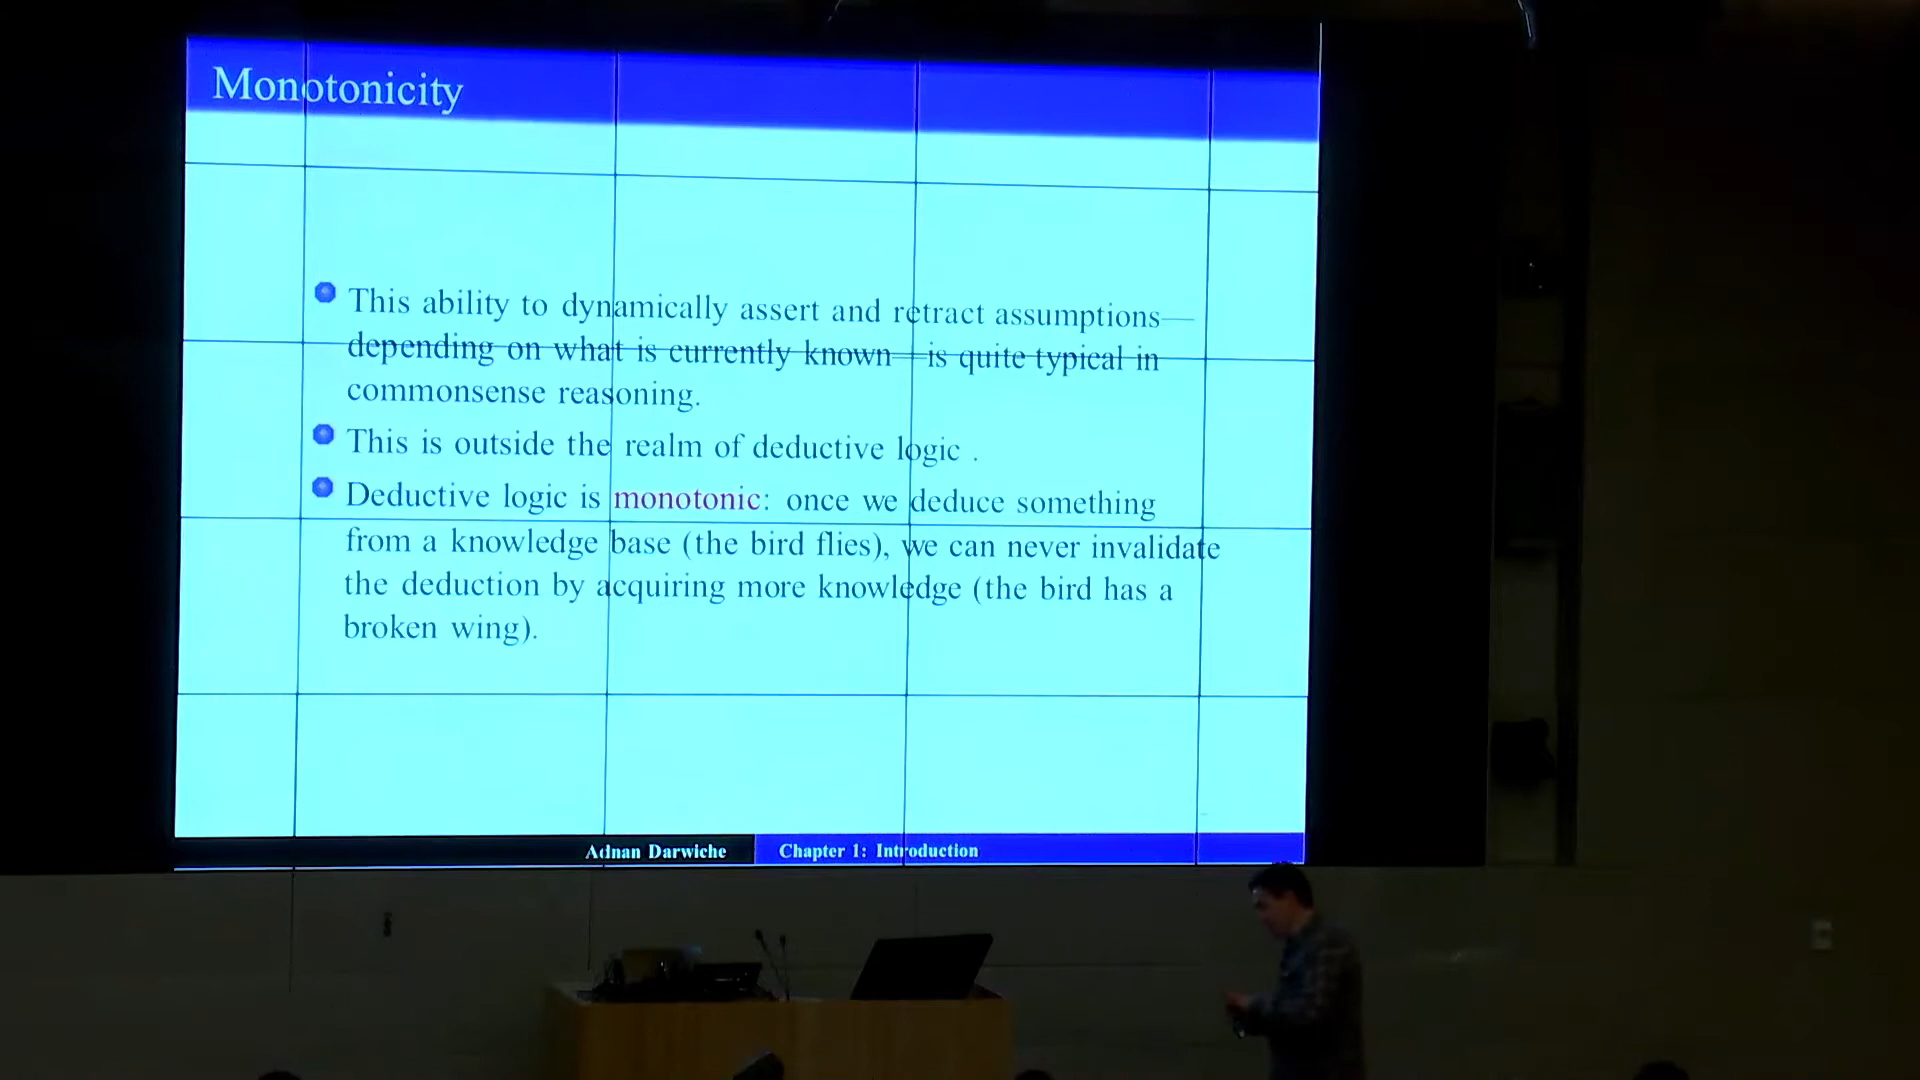 Monotonicity
This ability to dynamically assert and retract assumptions—
depending on what is currently known—is quite typical in
commonsense reasoning.
This is outside the realm of deductive logic .
Deductive logic is monotonic: once we deduce something
from a knowledge base (the bird flies), we can never invalidate
the deduction by acquiring more knowledge (the bird has a
broken wing).
Adnan Darwiche
Chapter 1: Introduction